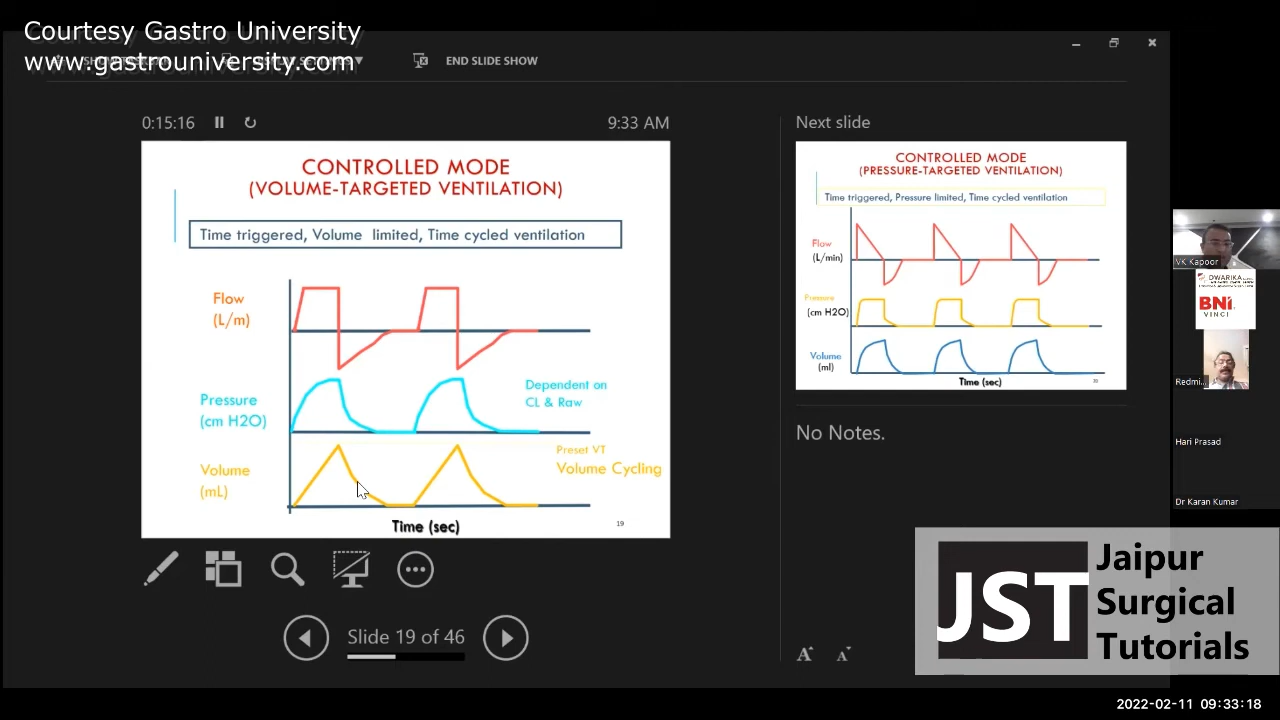 Courtesy Gastro University
www.gastrouniversity.com
END SLIDE SHOW
0:15:16
9:33 AM
CONTROLLED MODE
(VOLUME-TARGETED VENTILATION)
Time triggered, Volume limited, Time cycled ventilation
Flow
(L/m)
Pressure
(cm H2O)
Dependent on
CL & Raw
Volume
(mL)
Preset VT
Volume Cycling
Time (sec)
19
Slide 19 of 46
Next slide
CONTROLLED MODE
(PRESSURE-TARGETED VENTILATION)
Time triggered, Pressure limited, Time cycled ventilation
Flow
(L/min)
Pressure
(cm H2O)
Volume
(ml)
Time (sec)
No Notes.
A
A
VK Kapoor
DWARIKA
BNI
VINCI
Redmi...
Hari Prasad
Dr Karan Kumar
JST
Jaipur
Surgical
Tutorials
2022-02-11 09:33:18